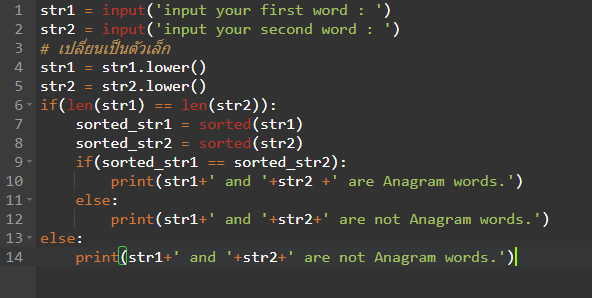 1 str1 = input('input your first word : ')
2 str2 = input('input your second word : ')
3 # เปลี่ยนเป็นตัวเล็ก
4 str1 = str1.lower()
5 str2 = str2.lower()
6 if(len(str1) == len(str2)):
7     sorted_str1 = sorted(str1)
8     sorted_str2 = sorted(str2)
9     if(sorted_str1 == sorted_str2):
10         print(str1+' and '+str2 +' are Anagram words.')
11     else:
12         print(str1+' and '+str2+' are not Anagram words.')
13 else:
14     print(str1+' and '+str2+' are not Anagram words.')